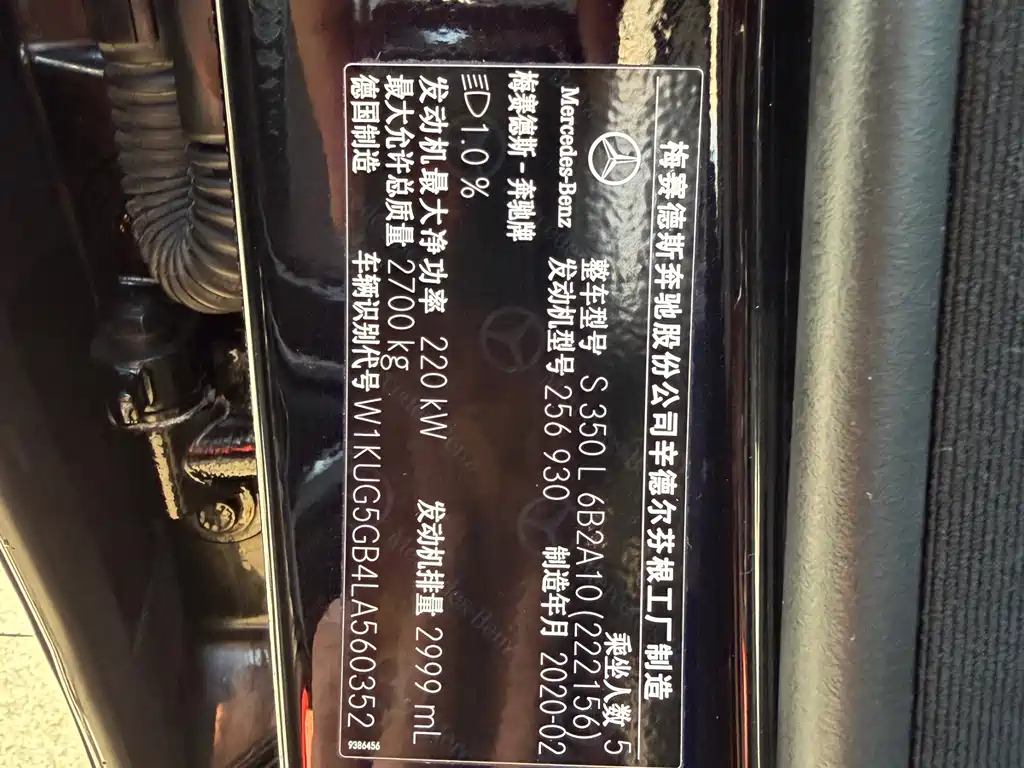 梅赛德斯奔驰股份公司辛德尔芬根工厂制造
乘坐人数 5
Mercedes-Benz
整车型号 S 350 L 6B2A10 (222156)
发动机型号 256 930 制造年月 2020-02
梅赛德斯-奔驰牌
1.0 %
发动机最大净功率 220 kW 发动机排量 2999 mL
最大允许总质量 2700 kg
德国制造 车辆识别代号 W1KUG5GB4LA560352
9386456